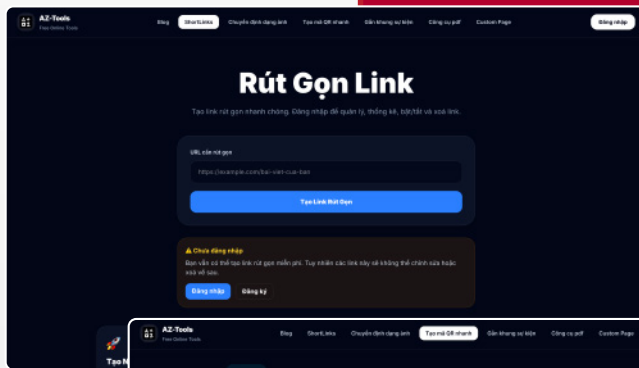 AZ-Tools
Free Online Tools
Blog
ShortLinks
Chuyển định dạng ảnh
Tạo mã QR nhanh
Gắn khung sự kiện
Công cụ pdf
Custom Page
Đăng nhập
Rút Gọn Link
Tạo link rút gọn nhanh chóng. Đăng nhập để quản lý, thống kê, bật/tắt và xoá link.
URL cần rút gọn
https://example.com/bai-viet-cua-ban
Tạo Link Rút Gọn
⚠ Chưa đăng nhập
Bạn vẫn có thể tạo link rút gọn miễn phí. Tuy nhiên các link này sẽ không thể chỉnh sửa hoặc
xoá về sau.
Đăng nhập
Đăng ký
AZ-Tools
Free Online Tools
Blog
ShortLinks
Chuyển định dạng ảnh
Tạo mã QR nhanh
Gắn khung sự kiện
Công cụ pdf
Custom Page
Tạo N